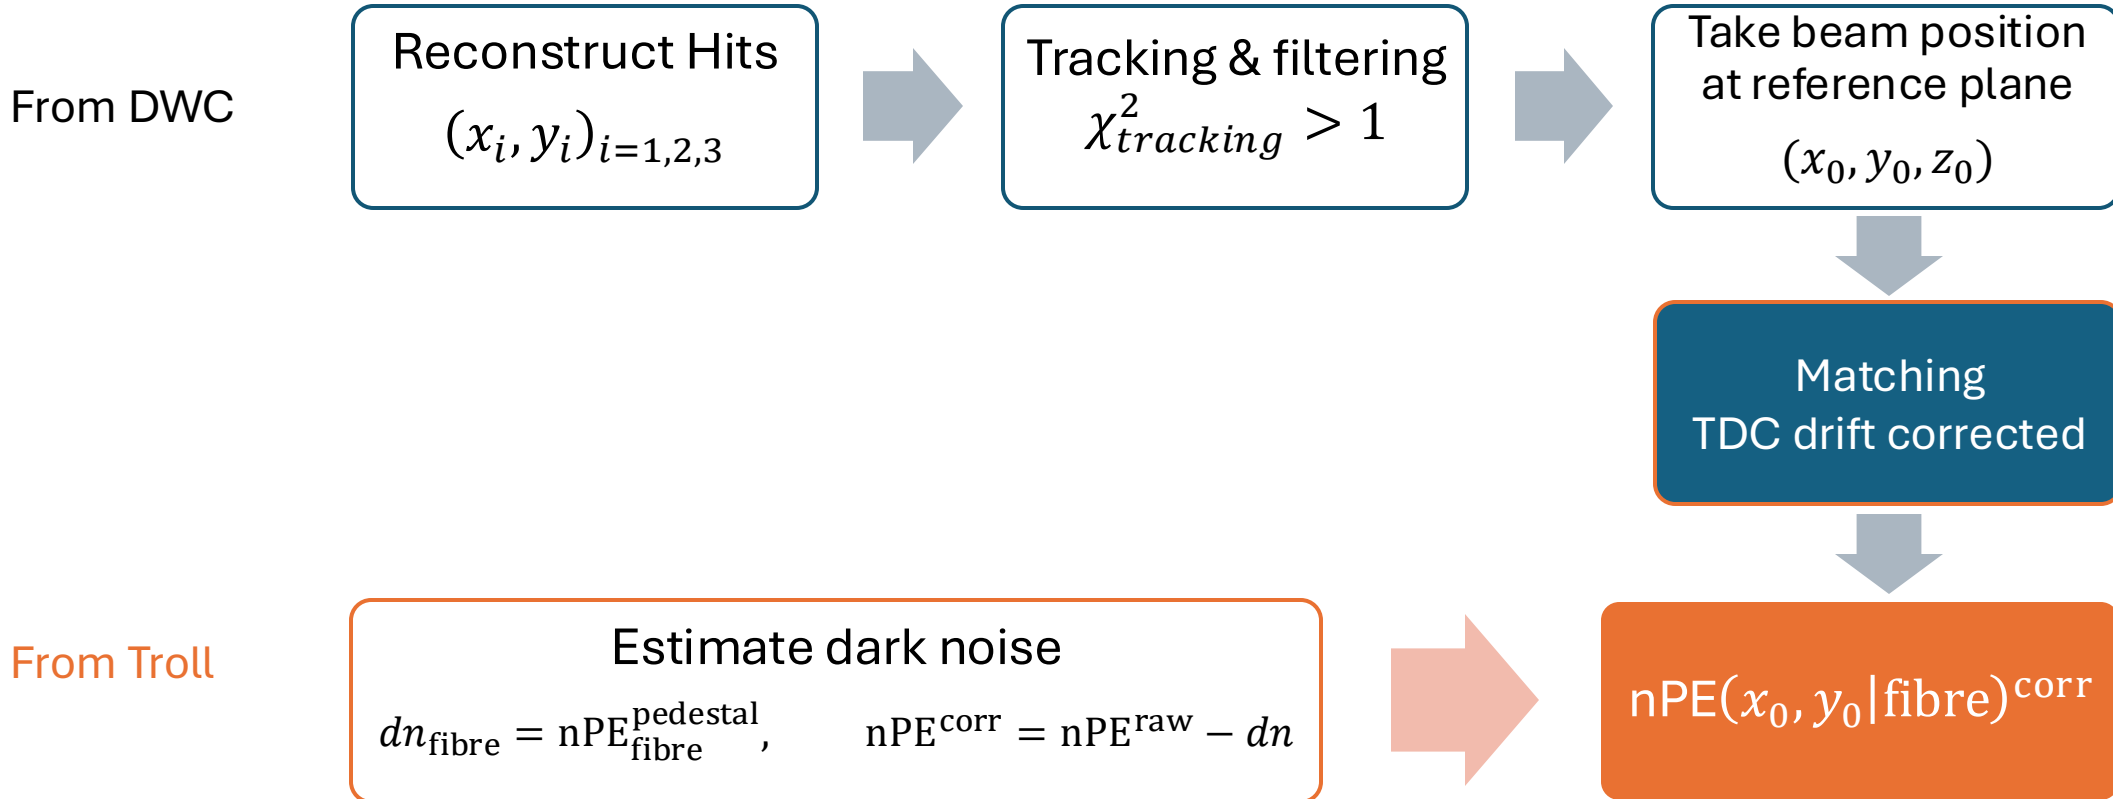 From DWC
Reconstruct Hits
(x_i, y_i)_{i=1,2,3}
Tracking & filtering
χ²_{tracking} > 1
Take beam position
at reference plane
(x_0, y_0, z_0)
Matching
TDC drift corrected
From Troll
Estimate dark noise
dn_{fibre} = nPE^{pedestal}_{fibre}, nPE^{corr} = nPE^{raw} − dn
nPE(x_0, y_0|fibre)^{corr}